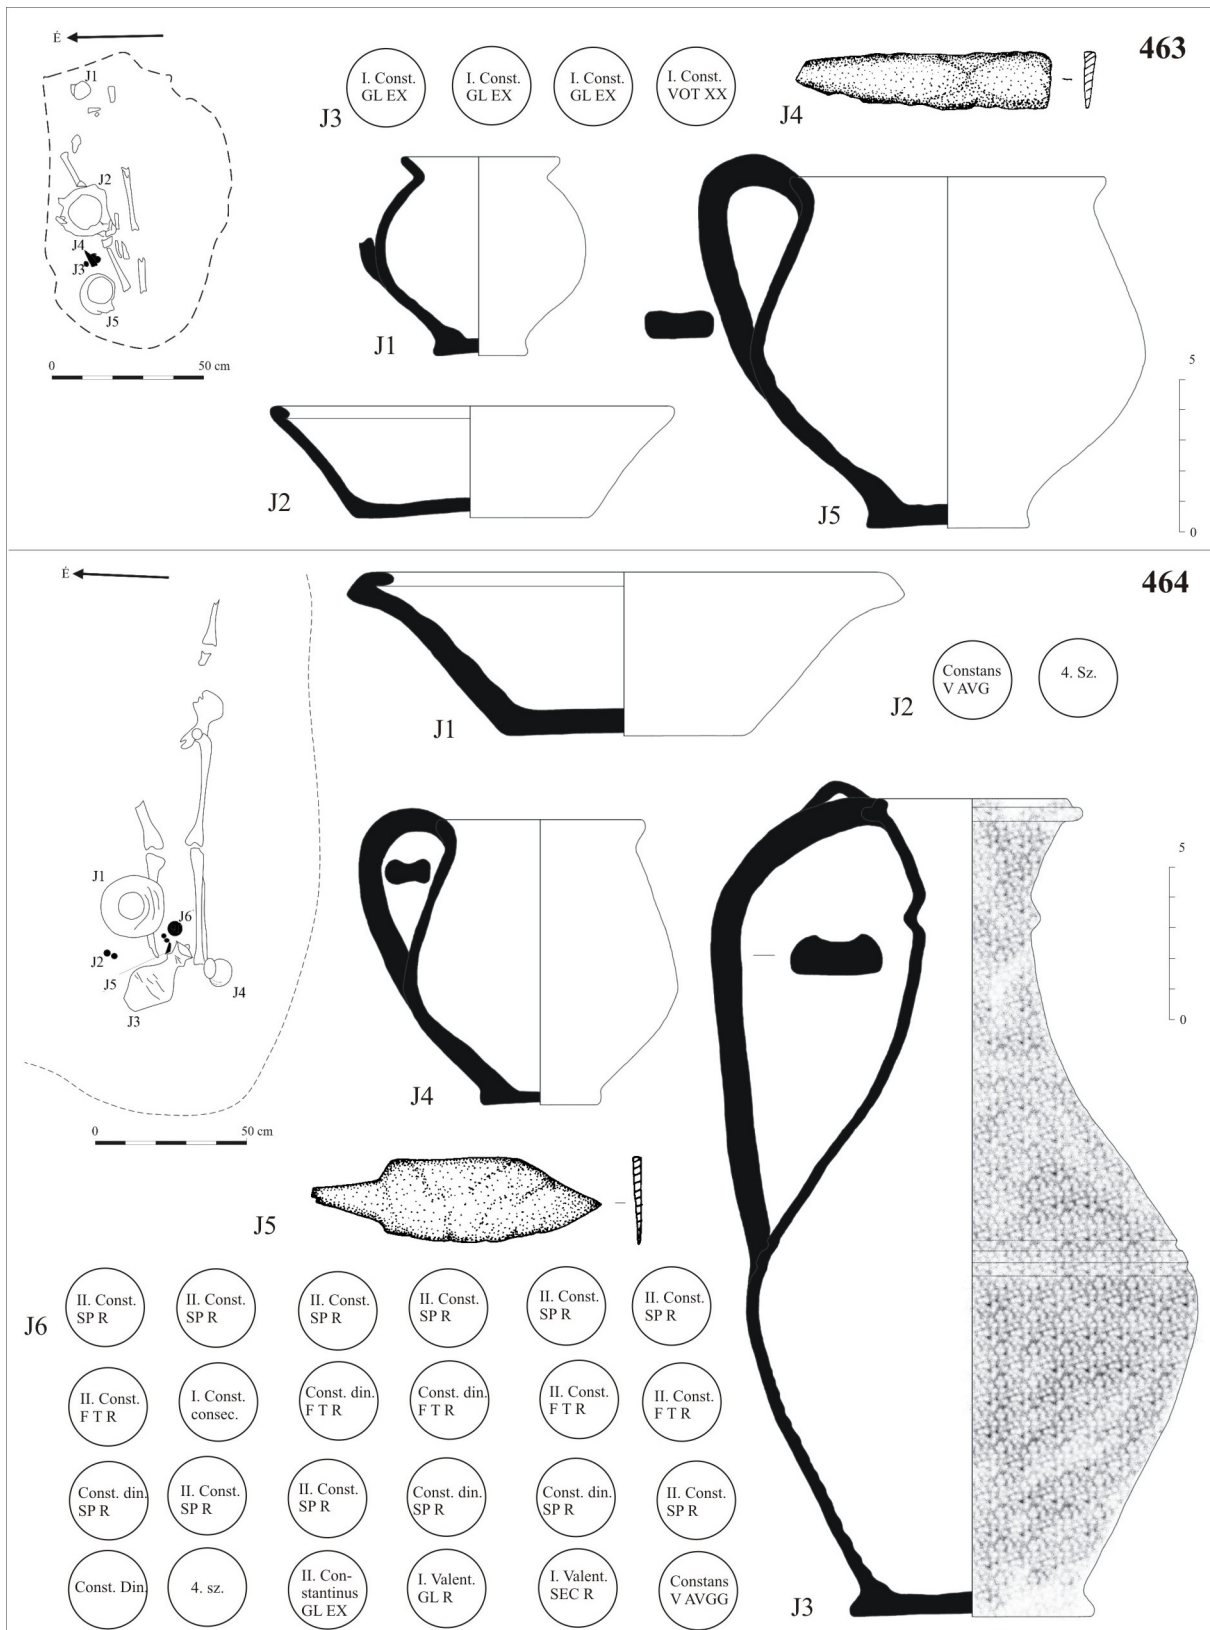 463
É
J1
J2
J4
J3
J5
0 50 cm
J3
I. Const.
GL EX
I. Const.
GL EX
I. Const.
GL EX
I. Const.
VOT XX
J4
J1
J2
J5
5
0
464
É
J1
J6
J2
J5
J4
J3
0 50 cm
J1
J2
Constans
V AVG
4. Sz.
J4
5
0
J5
J3
J6
II. Const.
SP R
II. Const.
SP R
II. Const.
SP R
II. Const.
SP R
II. Const.
SP R
II. Const.
SP R
II. Const.
F T R
I. Const.
consec.
Const. din.
F T R
Const. din.
F T R
II. Const.
F T R
II. Const.
F T R
Const. din.
SP R
II. Const.
SP R
II. Const.
SP R
Const. din.
SP R
Const. din.
SP R
II. Const.
SP R
Const. Din.
4. sz.
II. Con-
stantinus
GL EX
I. Valent.
GL R
I. Valent.
SEC R
Constans
V AVGG